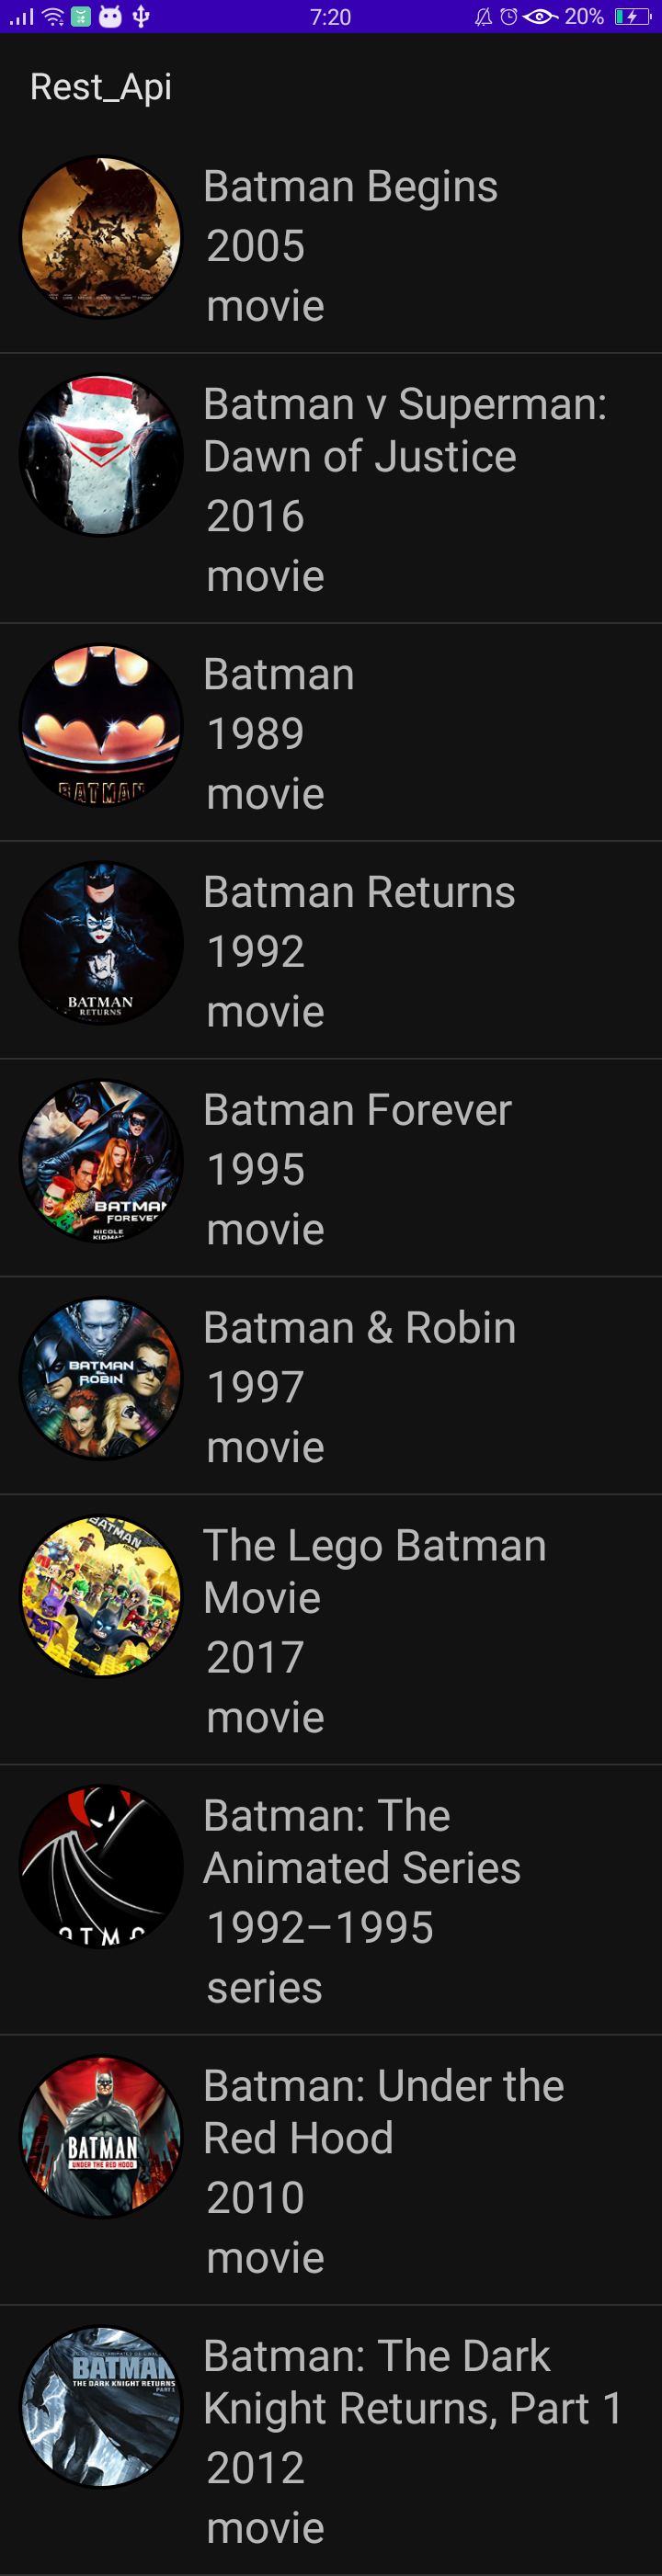 7:20
20%
Rest_Api
Batman Begins
2005
movie
Batman v Superman:
Dawn of Justice
2016
movie
BATMAN
Batman
1989
movie
BATMAN
RETURNS
Batman Returns
1992
movie
BATMAN
FOREVER
NICOLE
KIDMAN
Batman Forever
1995
movie
BATMAN
&
ROBIN
Batman & Robin
1997
movie
BATMAN
The Lego Batman
Movie
2017
movie
ATMA
Batman: The
Animated Series
1992–1995
series
BATMAN
UNDER THE RED HOOD
Batman: Under the
Red Hood
2010
movie
BATMAN
THE DARK KNIGHT RETURNS
PART 1
Batman: The Dark
Knight Returns, Part 1
2012
movie